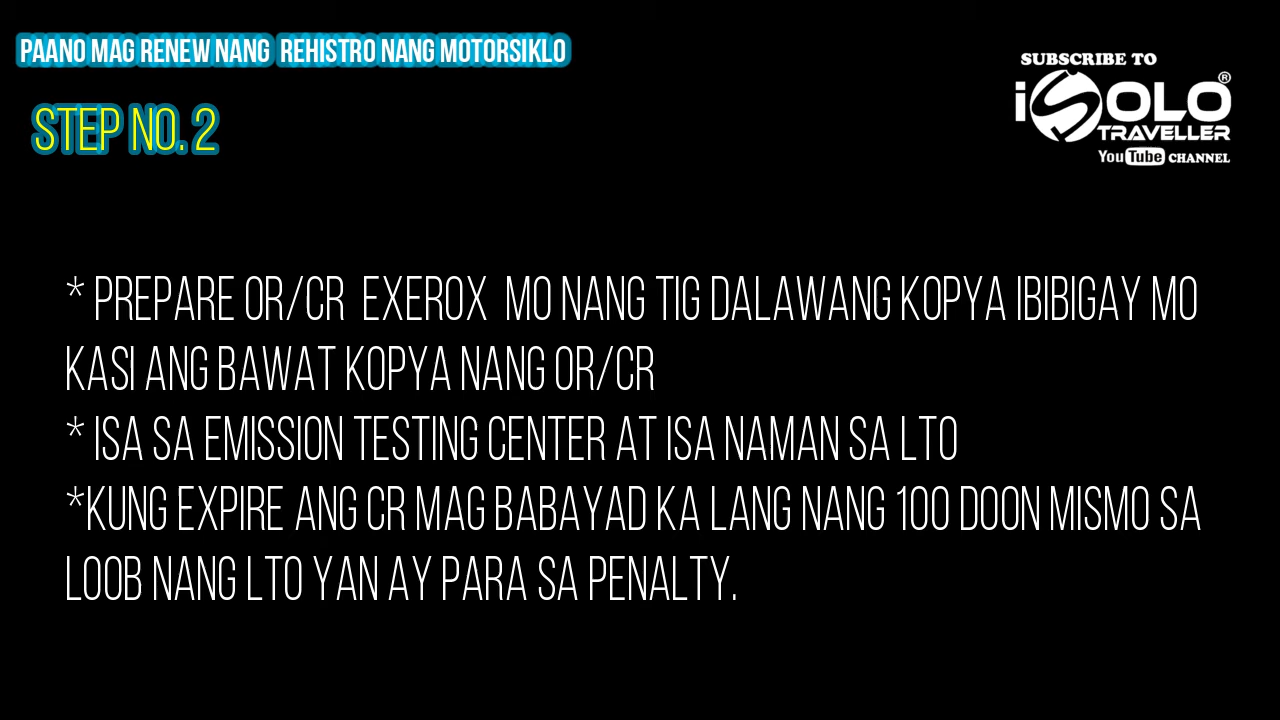 PAANO MAG RENEW NANG REHISTRO NANG MOTORSIKLO
STEP NO. 2
SUBSCRIBE TO
iSOLO®
TRAVELLER
YouTube CHANNEL
* PREPARE OR/CR EXEROX MO NANG TIG DALAWANG KOPYA IBIBIGAY MO
KASI ANG BAWAT KOPYA NANG OR/CR
* ISA SA EMISSION TESTING CENTER AT ISA NAMAN SA LTO
*KUNG EXPIRE ANG CR MAG BABAYAD KA LANG NANG 100 DOON MISMO SA
LOOB NANG LTO YAN AY PARA SA PENALTY.